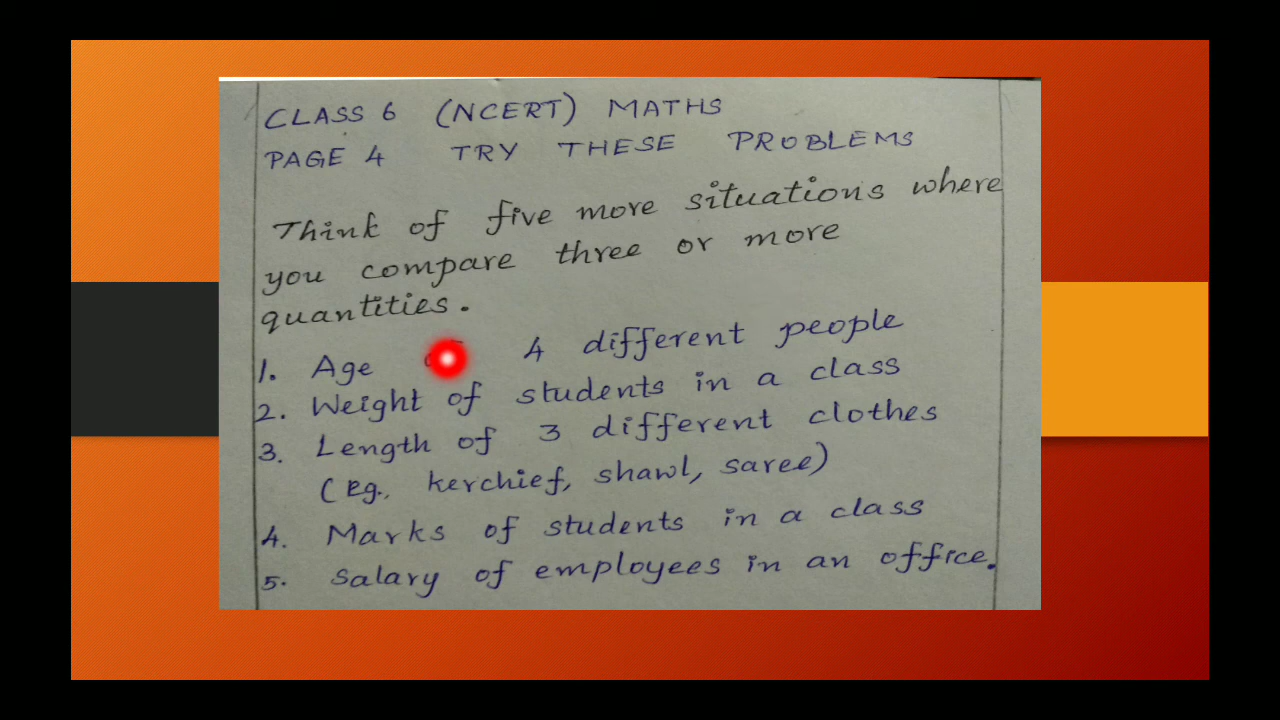 CLASS 6 (NCERT) MATHS
PAGE 4 TRY THESE PROBLEMS
Think of five more situations where
you compare three or more
quantities.
1. Age 4 different people
2. Weight of students in a class
3. Length of 3 different clothes
(Eg., kerchief, shawl, saree)
4. Marks of students in a class
5. Salary of employees in an office.